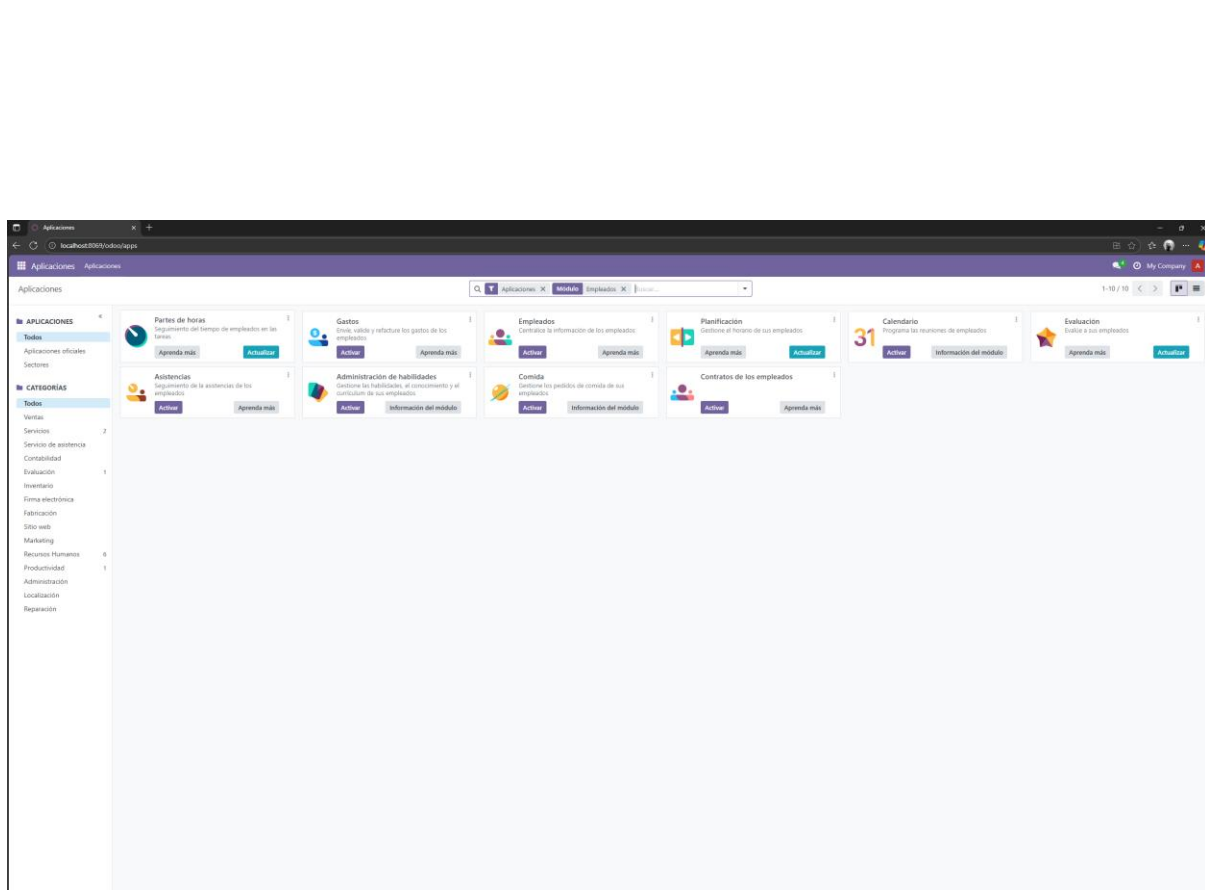 Aplicaciones
localhost:8069/odoo/apps
Aplicaciones Aplicaciones
My Company A
Aplicaciones
Aplicaciones Módulo Empleados Buscar...
1-10 / 10
APLICACIONES
Todos
Aplicaciones oficiales
Sectores
CATEGORÍAS
Todos
Ventas
Servicios 2
Servicio de asistencia
Contabilidad
Evaluación 1
Inventario
Firma electrónica
Fabricación
Sitio web
Marketing
Recursos Humanos 6
Productividad 1
Administración
Localización
Reparación
Partes de horas
Seguimiento del tiempo de empleados en las
tareas
Aprenda más Actualizar
Gastos
Envíe, valide y refacture los gastos de los
empleados
Activar Aprenda más
Empleados
Centralice la información de los empleados
Activar Aprenda más
Planificación
Gestione el horario de sus empleados
Aprenda más Actualizar
31
Calendario
Programa las reuniones de empleados
Activar Información del módulo
Evaluación
Evalúe a sus empleados
Aprenda más Actualizar
Asistencias
Seguimiento de la asistencias de los
empleados
Activar Aprenda más
Administración de habilidades
Gestione las habilidades, el conocimiento y el
currículum de sus empleados
Activar Información del módulo
Comida
Gestione los pedidos de comida de sus
empleados
Activar Información del módulo
Contratos de los empleados
Activar Aprenda más